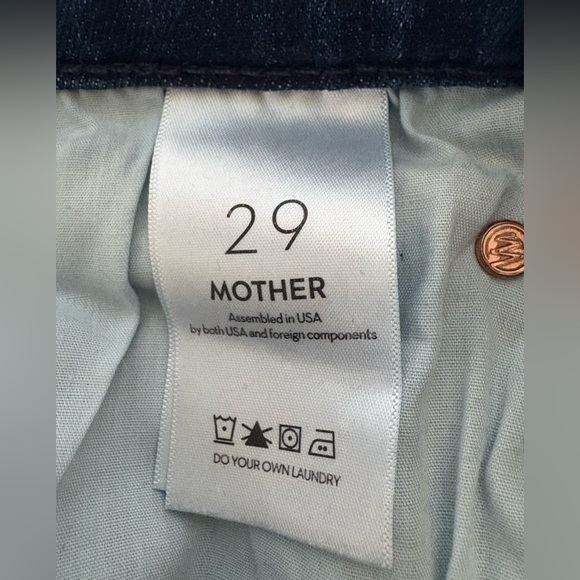 29
MOTHER
Assembled in USA
by both USA and foreign components
DO YOUR OWN LAUNDRY